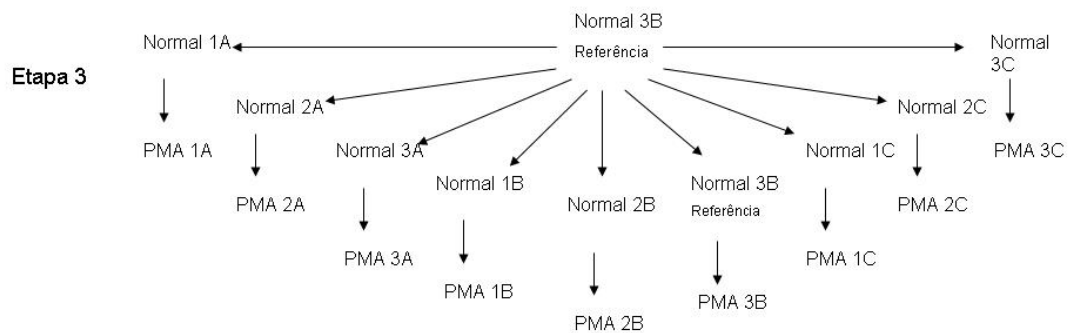 Normal 3B
Referência
Normal 1A
Normal
3C
Etapa 3
Normal 2A
Normal 2C
PMA 1A
Normal 3A
Normal 1C
PMA 3C
Normal 1B
Normal 3B
Referência
PMA 2A
Normal 2B
PMA 2C
PMA 3A
PMA 1C
PMA 1B
PMA 3B
PMA 2B